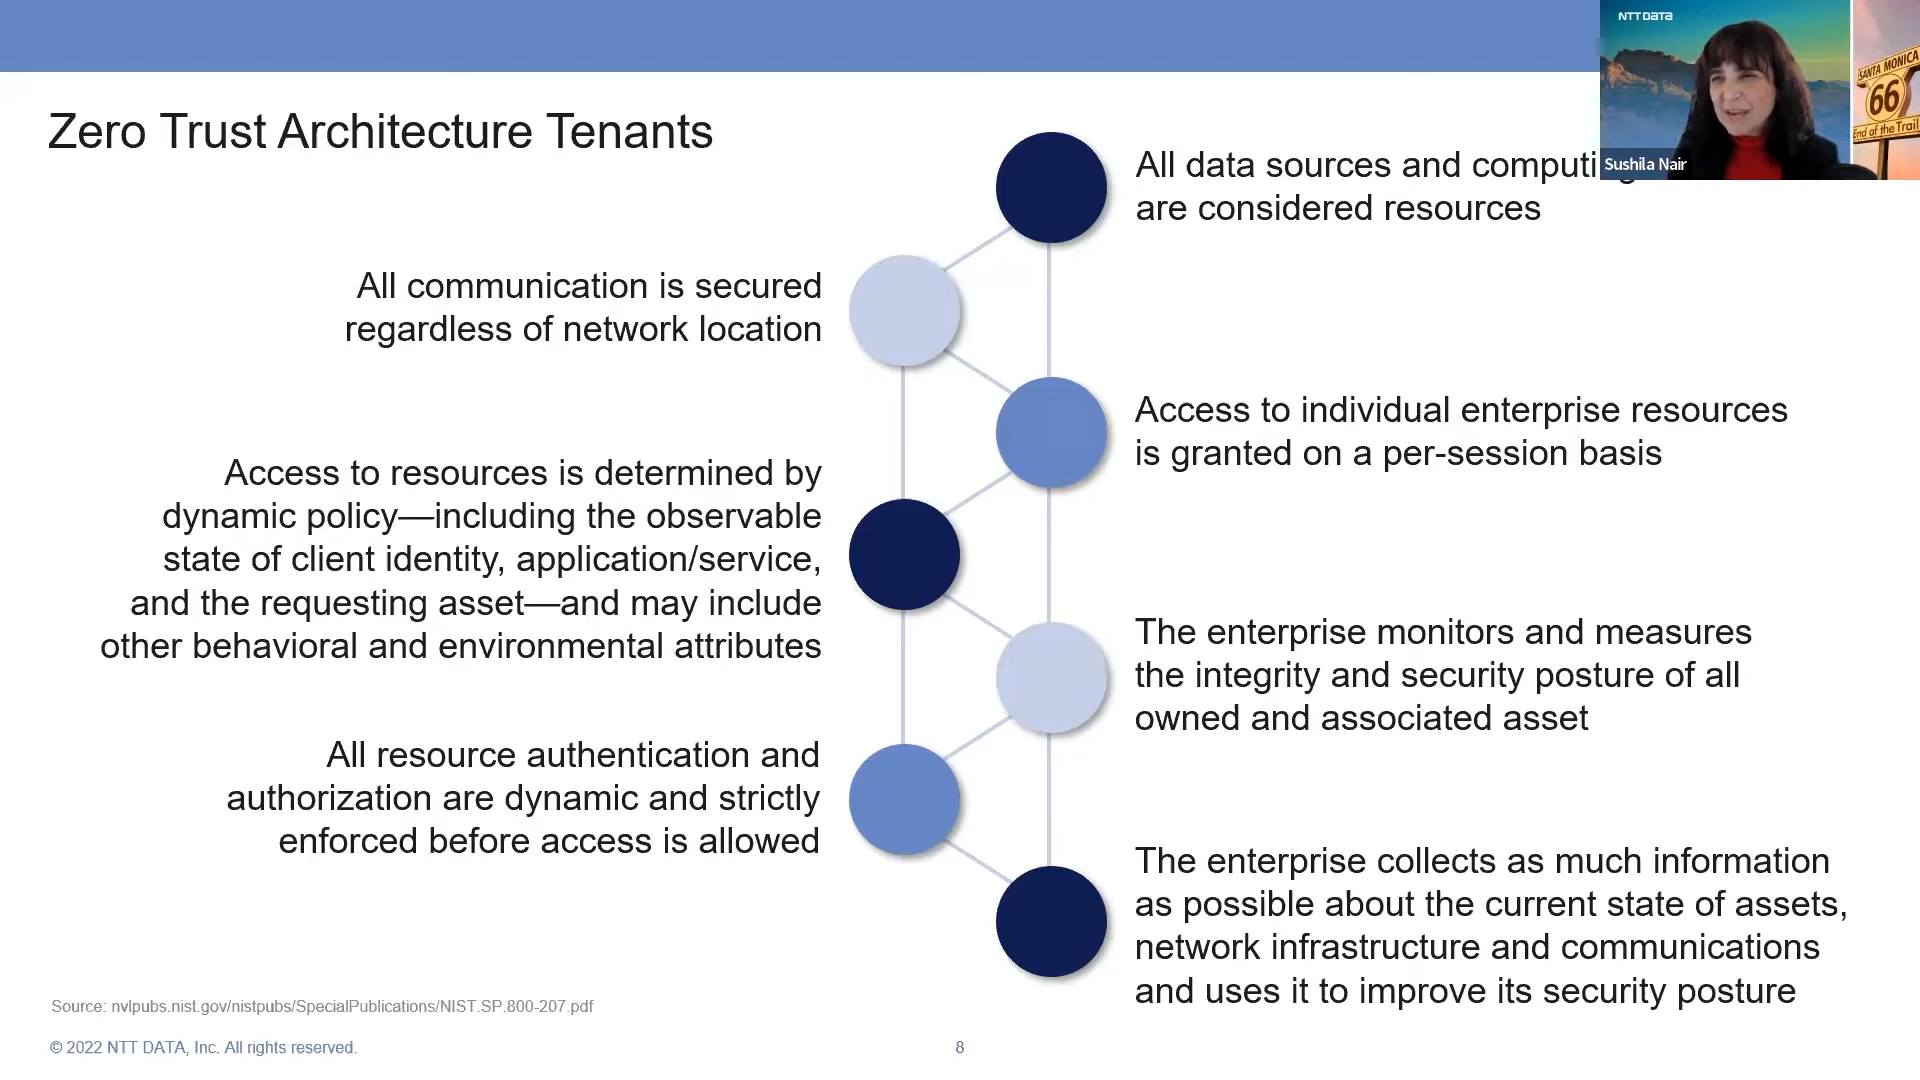 NTT DATA
SANTA MONICA
66
End of the Trail
Sushila Nair
Zero Trust Architecture Tenants
All data sources and
are considered resources
All communication is secured
regardless of network location
Access to individual enterprise resources
is granted on a per-session basis
Access to resources is determined by
dynamic policy—including the observable
state of client identity, application/service,
and the requesting asset—and may include
other behavioral and environmental attributes
The enterprise monitors and measures
the integrity and security posture of all
owned and associated asset
All resource authentication and
authorization are dynamic and strictly
enforced before access is allowed
The enterprise collects as much information
as possible about the current state of assets,
network infrastructure and communications
and uses it to improve its security posture
Source: nvlpubs.nist.gov/nistpubs/SpecialPublications/NIST.SP.800-207.pdf
© 2022 NTT DATA, Inc. All rights reserved.
8